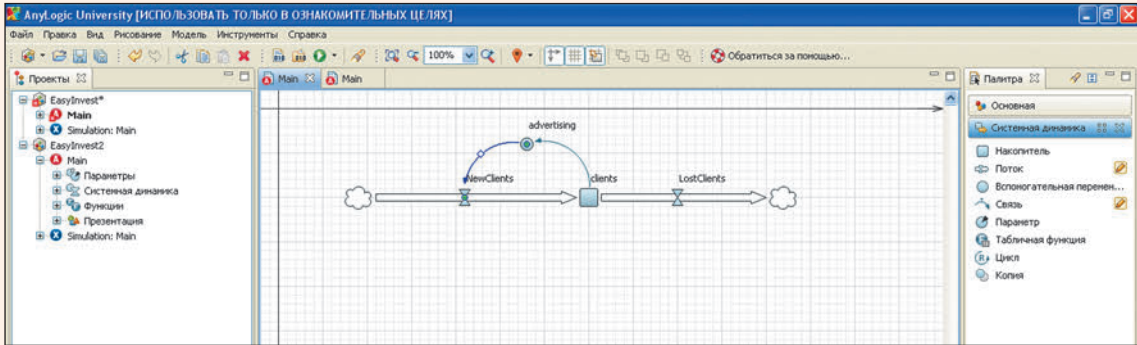 AnyLogic University [ИСПОЛЬЗОВАТЬ ТОЛЬКО В ОЗНАКОМИТЕЛЬНЫХ ЦЕЛЯХ]
Файл Правка Вид Рисование Модель Инструменты Справка
100% Обратиться за помощью...
Проекты
EasyInvest*
Main
Simulation: Main
EasyInvest2
Main
Параметры
Системная динамика
Функции
Презентация
Simulation: Main
Main Main
advertising
NewClients clients LostClients
Палитра
Основная
Системная динамика
Накопитель
Поток
Вспомогательная перемен...
Связь
Параметр
Табличная функция
Цикл
Копия